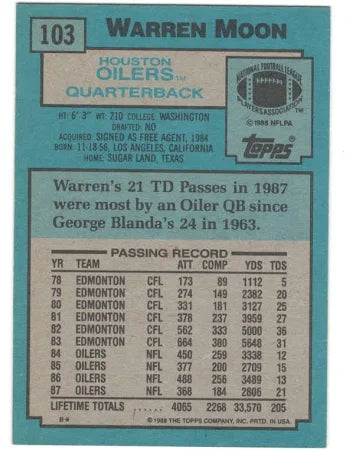 103
WARREN MOON
HOUSTON
OILERS™
QUARTERBACK
NATIONAL FOOTBALL LEAGUE
PLAYERS ASSOCIATION
© 1988 NFLPA
topps
HT: 6' 3" WT: 210 COLLEGE: WASHINGTON
DRAFTED: NO
ACQUIRED: SIGNED AS FREE AGENT, 1984
BORN: 11-18-56, LOS ANGELES, CALIFORNIA
HOME: SUGAR LAND, TEXAS
Warren's 21 TD Passes in 1987
were most by an Oiler QB since
George Blanda's 24 in 1963.
PASSING RECORD
YR TEAM ATT COMP YDS TDS
78 EDMONTON CFL 173 89 1112 5
79 EDMONTON CFL 274 149 2382 20
80 EDMONTON CFL 331 181 3127 25
81 EDMONTON CFL 378 237 3959 27
82 EDMONTON CFL 562 333 5000 36
83 EDMONTON CFL 664 380 5648 31
84 OILERS NFL 450 259 3338 12
85 OILERS NFL 377 200 2709 15
86 OILERS NFL 488 256 3489 13
87 OILERS NFL 368 184 2806 21
LIFETIME TOTALS ...... 4065 2268 33,570 205
B* © 1988 THE TOPPS COMPANY, INC. PRTD. IN USA.